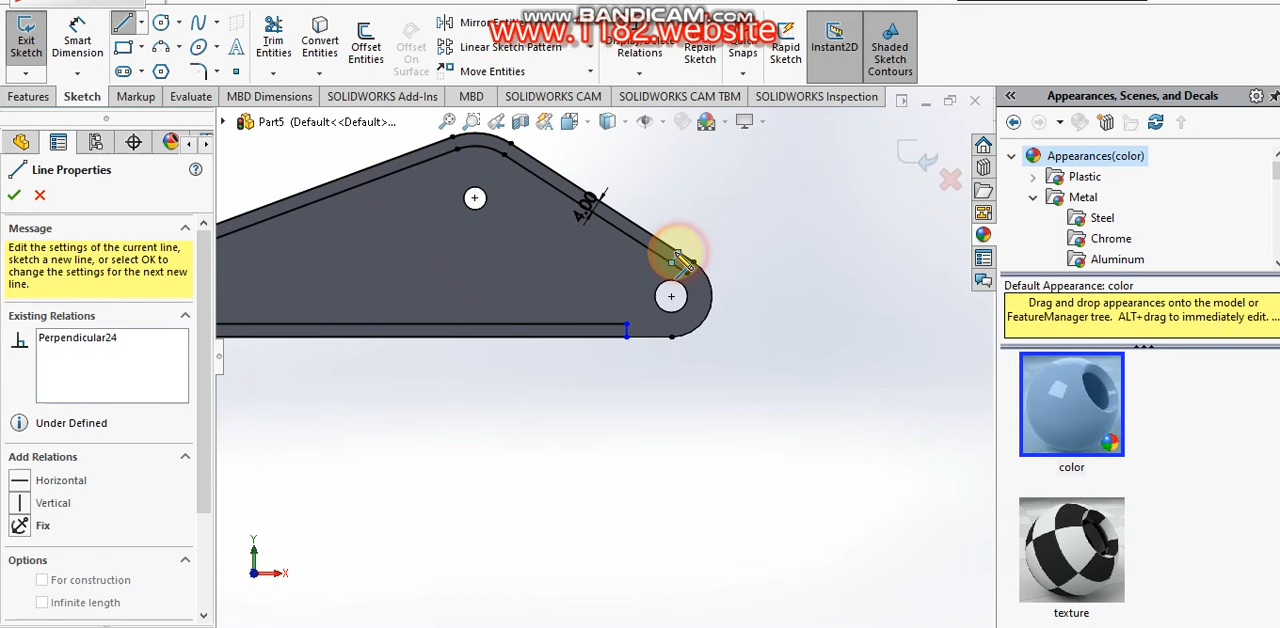 www.BANDICAM.com
www.1182.website
Exit Sketch
Smart Dimension
Trim Entities
Convert Entities
Offset Entities
Offset On Surface
Mirror Entities
Linear Sketch Pattern
Move Entities
Display/Delete Relations
Repair Sketch
Quick Snaps
Rapid Sketch
Instant2D
Shaded Sketch Contours
Features
Sketch
Markup
Evaluate
MBD Dimensions
SOLIDWORKS Add-Ins
MBD
SOLIDWORKS CAM
SOLIDWORKS CAM TBM
SOLIDWORKS Inspection
Part5 (Default<<Default>...
Line Properties
Message
Edit the settings of the current line,
sketch a new line, or select OK to
change the settings for the next new
line.
Existing Relations
Perpendicular24
Under Defined
Add Relations
Horizontal
Vertical
Fix
Options
For construction
Infinite length
4.00
Y
X
Appearances, Scenes, and Decals
Appearances(color)
Plastic
Metal
Steel
Chrome
Aluminum
Default Appearance: color
Drag and drop appearances onto the model or
FeatureManager tree. ALT+drag to immediately edit. ...
color
texture